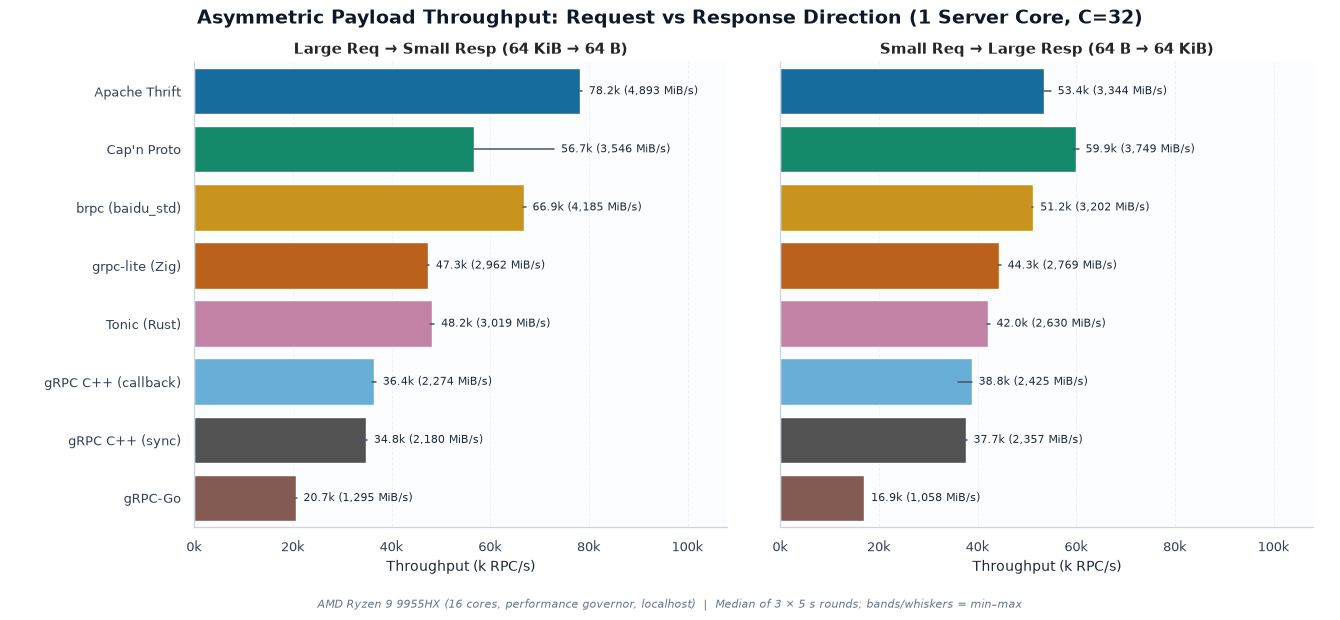 Asymmetric Payload Throughput: Request vs Response Direction (1 Server Core, C=32)
Large Req → Small Resp (64 KiB → 64 B)
Apache Thrift
78.2k (4,893 MiB/s)
Cap'n Proto
56.7k (3,546 MiB/s)
brpc (baidu_std)
66.9k (4,185 MiB/s)
grpc-lite (Zig)
47.3k (2,962 MiB/s)
Tonic (Rust)
48.2k (3,019 MiB/s)
gRPC C++ (callback)
36.4k (2,274 MiB/s)
gRPC C++ (sync)
34.8k (2,180 MiB/s)
gRPC-Go
20.7k (1,295 MiB/s)
0k 20k 40k 60k 80k 100k
Throughput (k RPC/s)
Small Req → Large Resp (64 B → 64 KiB)
53.4k (3,344 MiB/s)
59.9k (3,749 MiB/s)
51.2k (3,202 MiB/s)
44.3k (2,769 MiB/s)
42.0k (2,630 MiB/s)
38.8k (2,425 MiB/s)
37.7k (2,357 MiB/s)
16.9k (1,058 MiB/s)
0k 20k 40k 60k 80k 100k
Throughput (k RPC/s)
AMD Ryzen 9 9955HX (16 cores, performance governor, localhost) | Median of 3 × 5 s rounds; bands/whiskers = min–max